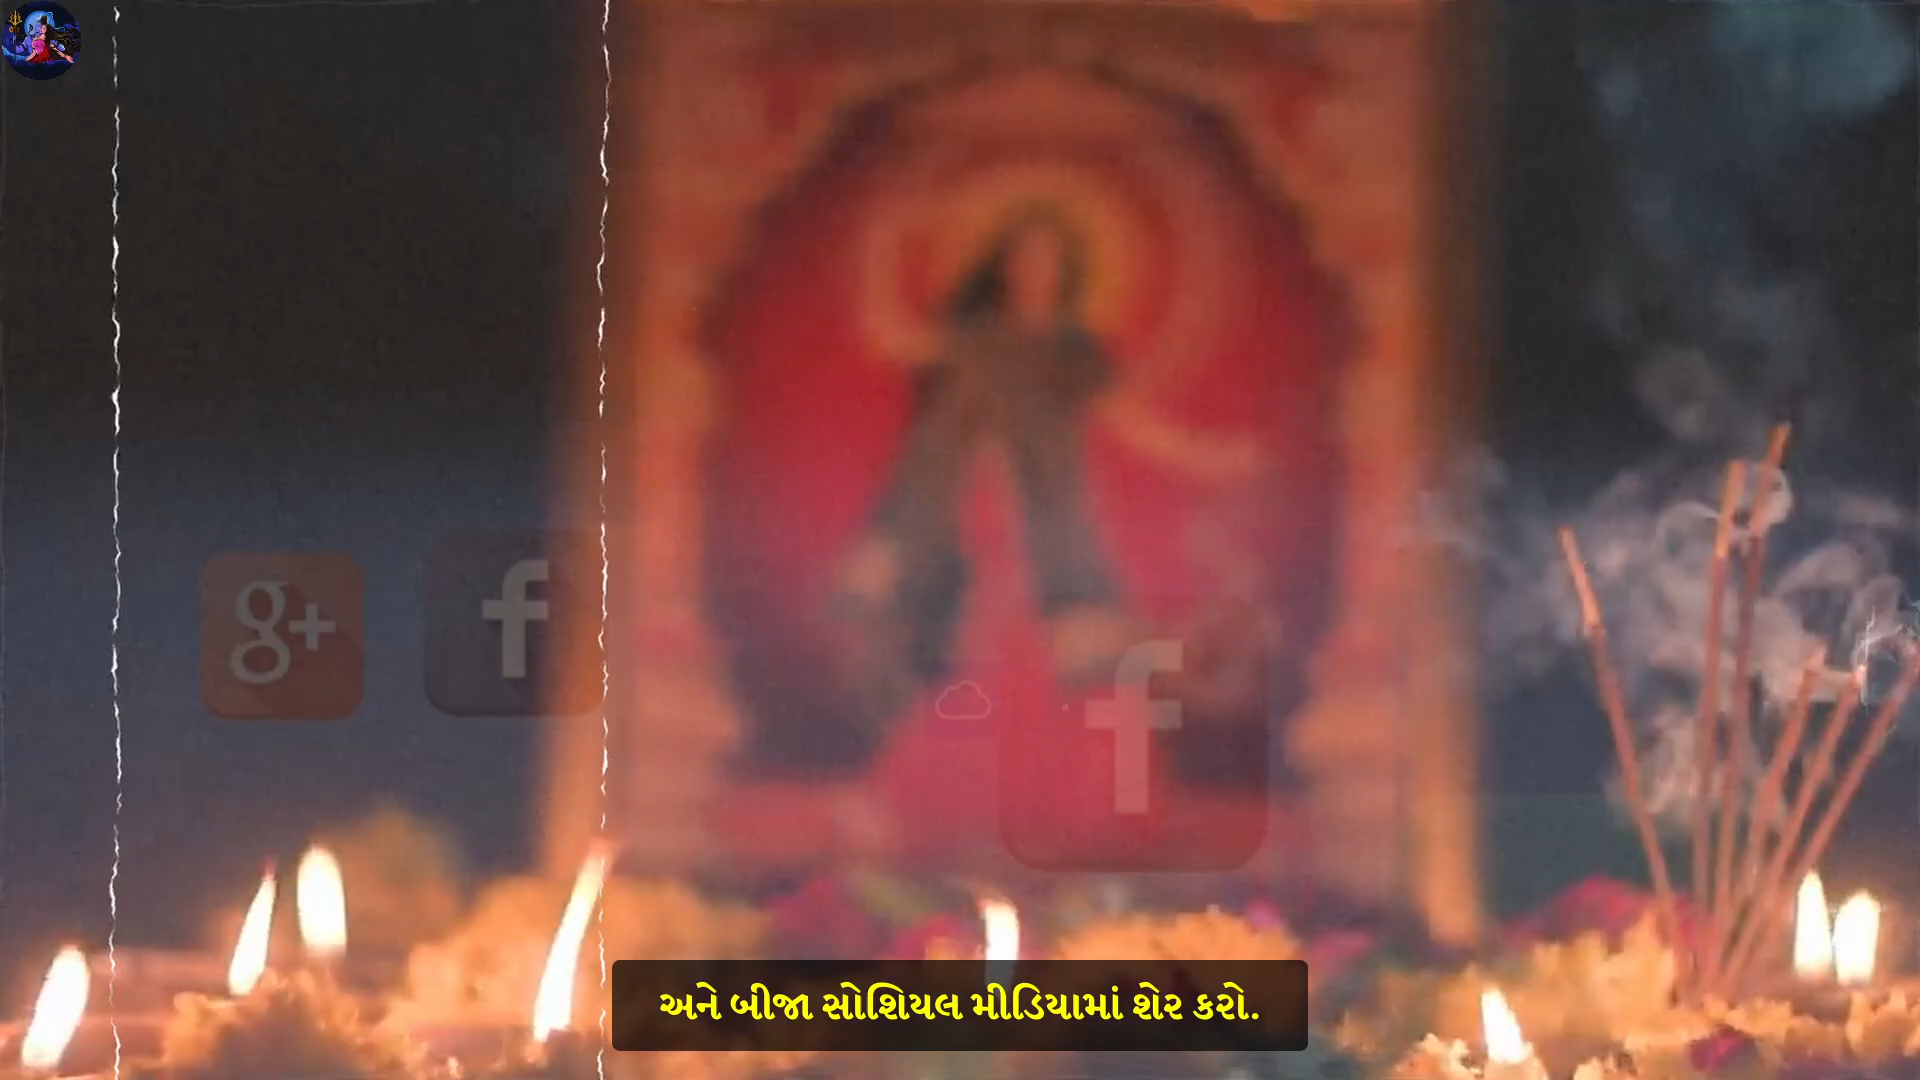 g+
f
f
અને બીજા સોશિયલ મીડિયામાં શેર કરો.